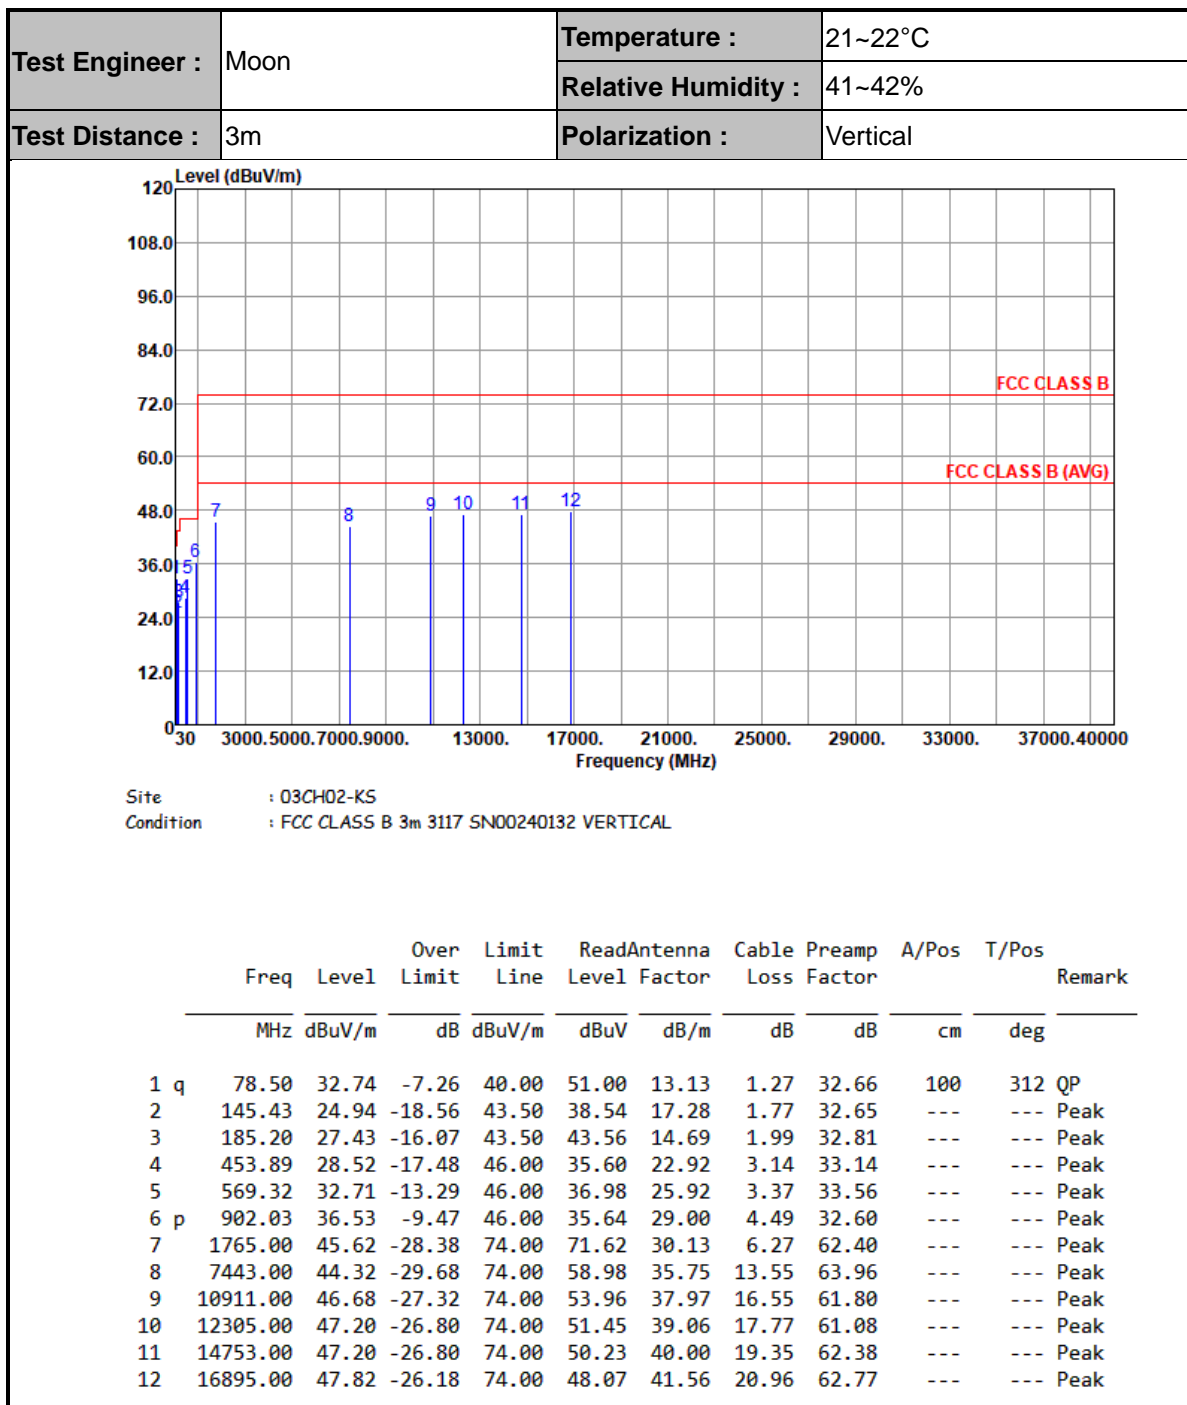 Test Engineer : Moon Temperature : 21~22°C
Relative Humidity : 41~42%
Test Distance : 3m Polarization : Vertical
Level (dBuV/m)
120
108.0
96.0
84.0
72.0
60.0
48.0
36.0
24.0
12.0
0
FCC CLASS B
FCC CLASS B (AVG)
7 8 9 10 11 12
6
5
4
30 3000. 5000. 7000. 9000. 13000. 17000. 21000. 25000. 29000. 33000. 37000. 40000
Frequency (MHz)
Site : 03CH02-KS
Condition : FCC CLASS B 3m 3117 SN00240132 VERTICAL
Over Limit ReadAntenna Cable Preamp A/Pos T/Pos
Freq Level Limit Line Level Factor Loss Factor Remark
MHz dBuV/m dB dBuV/m dBuV dB/m dB dB cm deg
1 q 78.50 32.74 -7.26 40.00 51.00 13.13 1.27 32.66 100 312 QP
2 145.43 24.94 -18.56 43.50 38.54 17.28 1.77 32.65 --- --- Peak
3 185.20 27.43 -16.07 43.50 43.56 14.69 1.99 32.81 --- --- Peak
4 453.89 28.52 -17.48 46.00 35.60 22.92 3.14 33.14 --- --- Peak
5 569.32 32.71 -13.29 46.00 36.98 25.92 3.37 33.56 --- --- Peak
6 p 902.03 36.53 -9.47 46.00 35.64 29.00 4.49 32.60 --- --- Peak
7 1765.00 45.62 -28.38 74.00 71.62 30.13 6.27 62.40 --- --- Peak
8 7443.00 44.32 -29.68 74.00 58.98 35.75 13.55 63.96 --- --- Peak
9 10911.00 46.68 -27.32 74.00 53.96 37.97 16.55 61.80 --- --- Peak
10 12305.00 47.20 -26.80 74.00 51.45 39.06 17.77 61.08 --- --- Peak
11 14753.00 47.20 -26.80 74.00 50.23 40.00 19.35 62.38 --- --- Peak
12 16895.00 47.82 -26.18 74.00 48.07 41.56 20.96 62.77 --- --- Peak